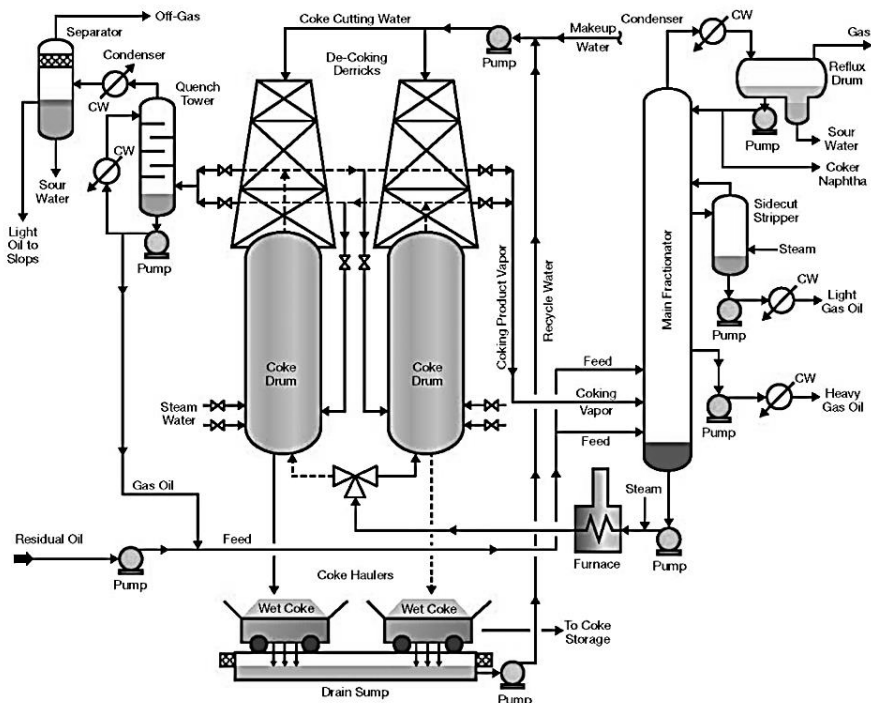 Off-Gas
Separator
Condenser
CW
Quench
Tower
CW
Sour
Water
Light
Oil to
Slops
Pump
Coke Cutting Water
De-Coking
Derricks
Pump
Makeup
Water
Condenser
CW
Gas
Reflux
Drum
Pump
Sour
Water
Coker
Naphtha
Sidecut
Stripper
Steam
Pump
CW
Light
Gas Oil
Main Fractionator
Coking Product Vapor
Recycle Water
Coke
Drum
Coke
Drum
Steam
Water
Feed
Coking
Vapor
Feed
CW
Pump
Heavy
Gas Oil
Gas Oil
Steam
Residual Oil
Pump
Feed
Furnace
Pump
Coke Haulers
Wet Coke
Wet Coke
To Coke
Storage
Drain Sump
Pump